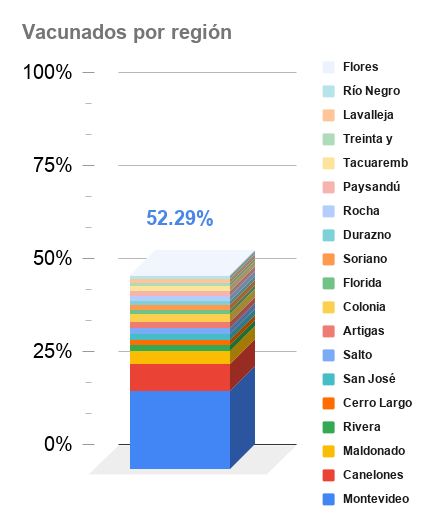 Vacunados por región
100%
75%
50%
25%
0%
52.29%
Flores
Río Negro
Lavalleja
Treinta y
Tacuaremb
Paysandú
Rocha
Durazno
Soriano
Florida
Colonia
Artigas
Salto
San José
Cerro Largo
Rivera
Maldonado
Canelones
Montevideo